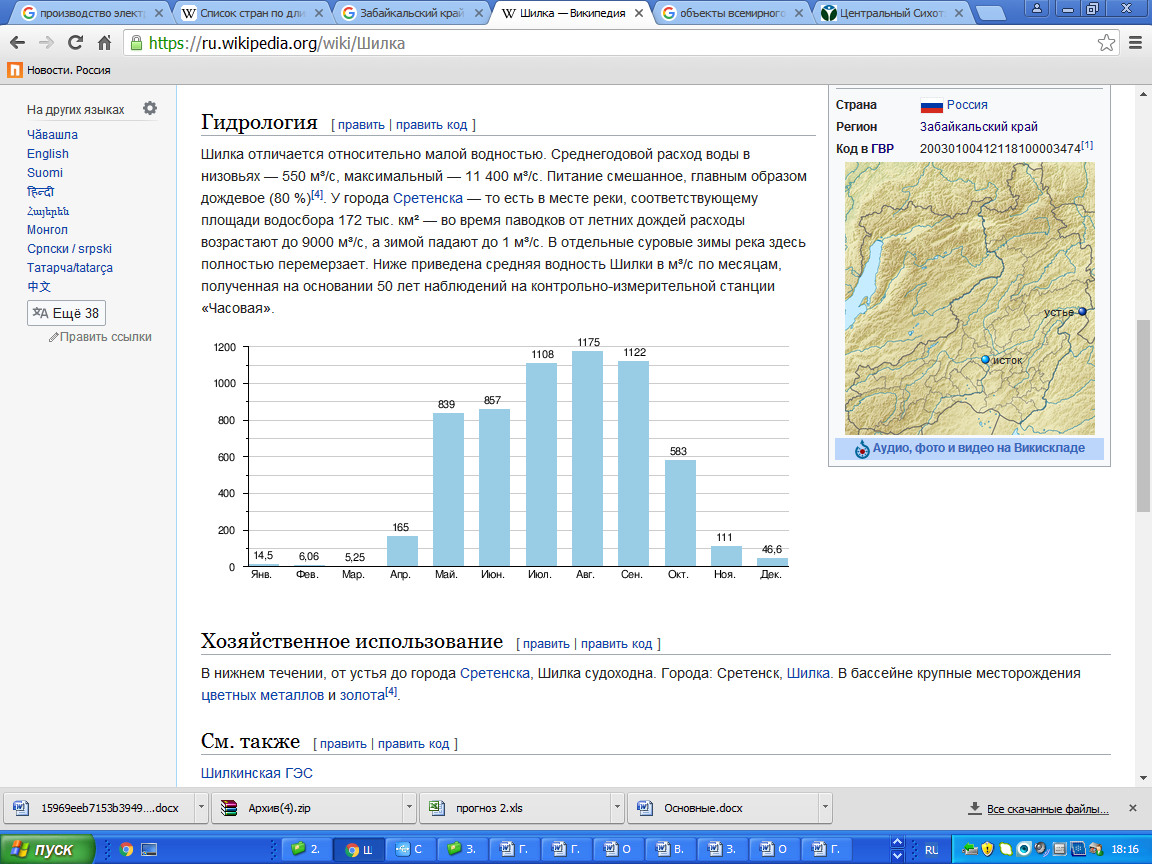 производство электр
Список стран по дли
Забайкальский край
Шилка — Википедия
объекты всемирного
Центральный Сихот
https://ru.wikipedia.org/wiki/Шилка
Новости. Россия
На других языках
Чӑвашла
English
Suomi
हिन्दी
Հայերեն
Монгол
Српски / srpski
Татарча/tatarça
中文
Ещё 38
Править ссылки
Гидрология [ править | править код ]
Шилка отличается относительно малой водностью. Среднегодовой расход воды в
низовьях — 550 м³/с, максимальный — 11 400 м³/с. Питание смешанное, главным образом
дождевое (80 %)[4]. У города Сретенска — то есть в месте реки, соответствующему
площади водосбора 172 тыс. км² — во время паводков от летних дождей расходы
возрастают до 9000 м³/с, а зимой падают до 1 м³/с. В отдельные суровые зимы река здесь
полностью перемерзает. Ниже приведена средняя водность Шилки в м³/с по месяцам,
полученная на основании 50 лет наблюдений на контрольно-измерительной станции
«Часовая».
1200
1000
800
600
400
200
0
14,5
6,06
5,25
165
839
857
1108
1175
1122
583
111
46,6
Янв. Фев. Мар. Апр. Май. Июн. Июл. Авг. Сен. Окт. Ноя. Дек.
Страна Россия
Регион Забайкальский край
Код в ГВР 20030100412118100003474[1]
устье
исток
Аудио, фото и видео на Викискладе
Хозяйственное использование [ править | править код ]
В нижнем течении, от устья до города Сретенска, Шилка судоходна. Города: Сретенск, Шилка. В бассейне крупные месторождения
цветных металлов и золота[4].
См. также [ править | править код ]
Шилкинская ГЭС
15969eeb7153b3949....docx
Архив(4).zip
прогноз 2.xls
Основные.docx
Все скачанные файлы...
пуск
2.
Ш
С
З.
Г.
Г.
О
В.
З.
О
Г.
RU
18:16